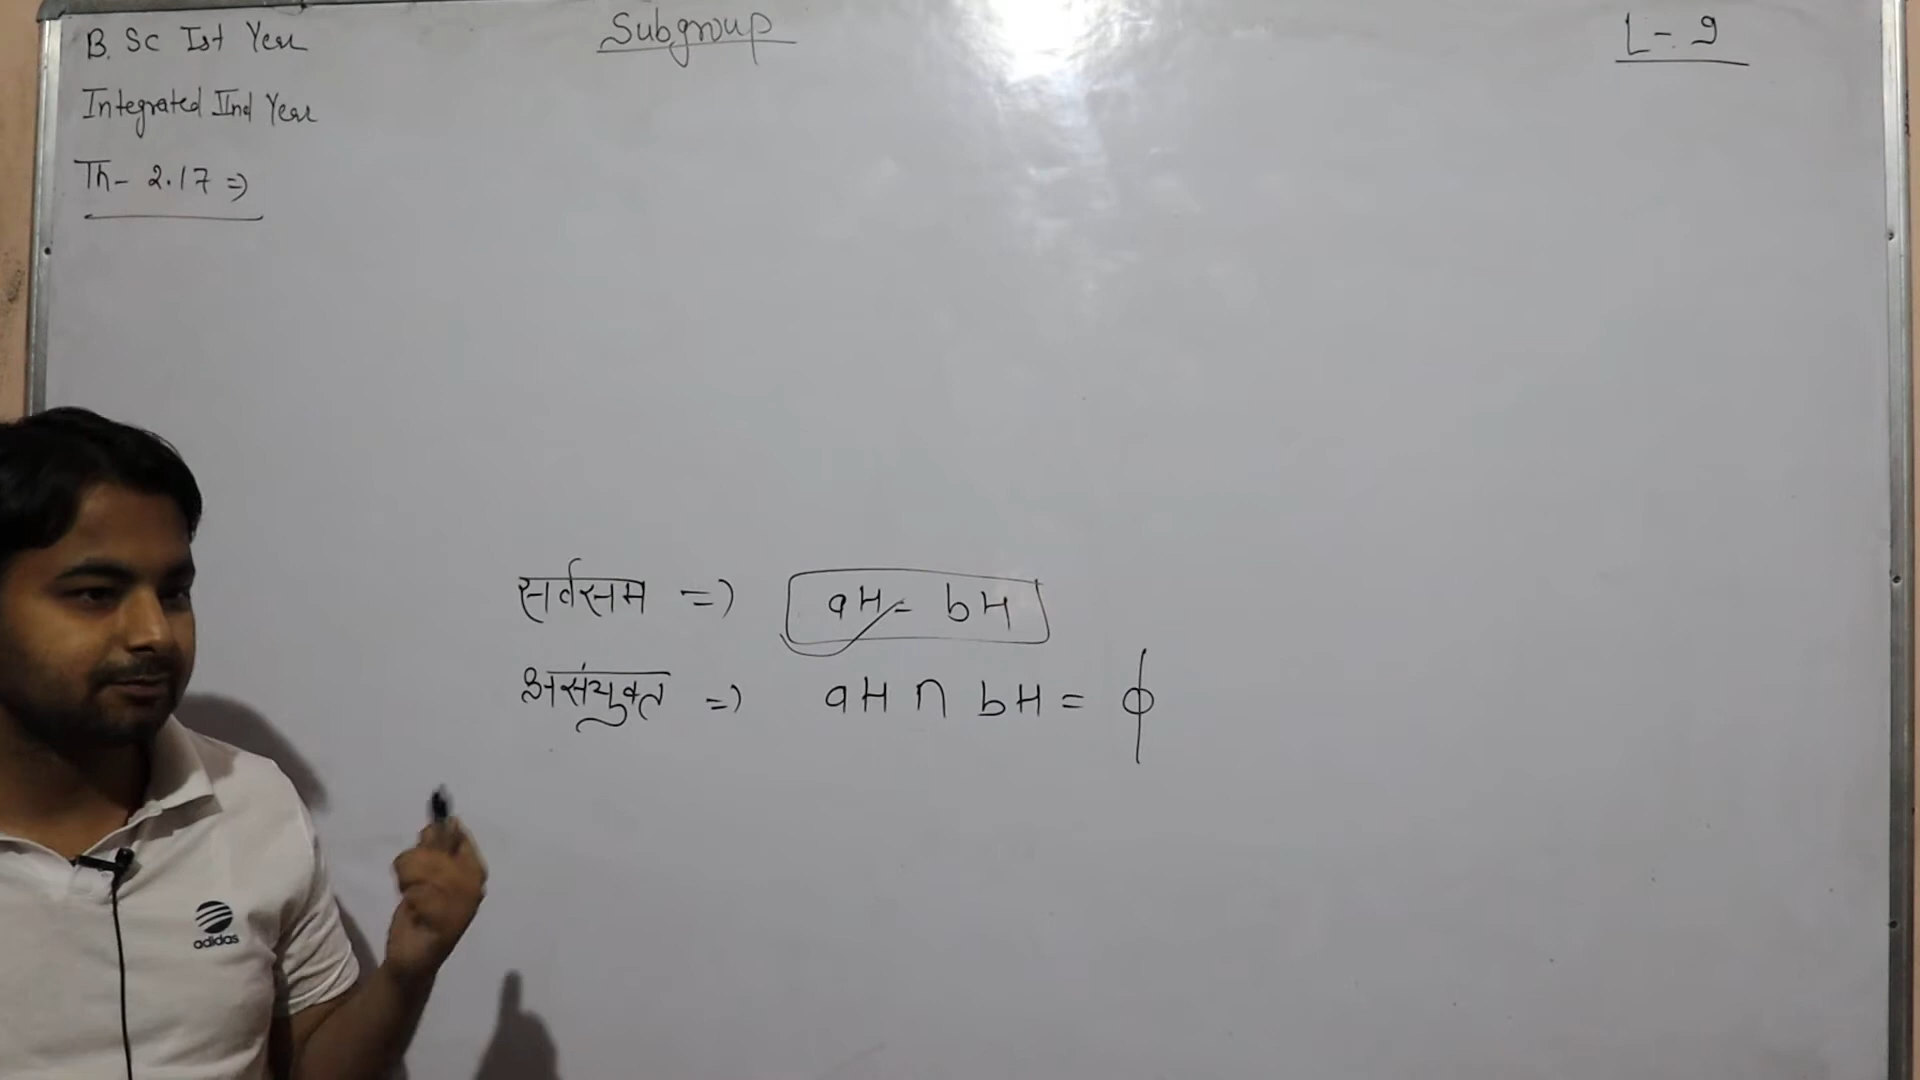 Subgroup
L - 9
B. Sc Ist Year
Integrated IInd Year
Th - 2.17 =>
सर्वसम => aH = bH
असंयुक्त => aH ∩ bH = ϕ
adidas